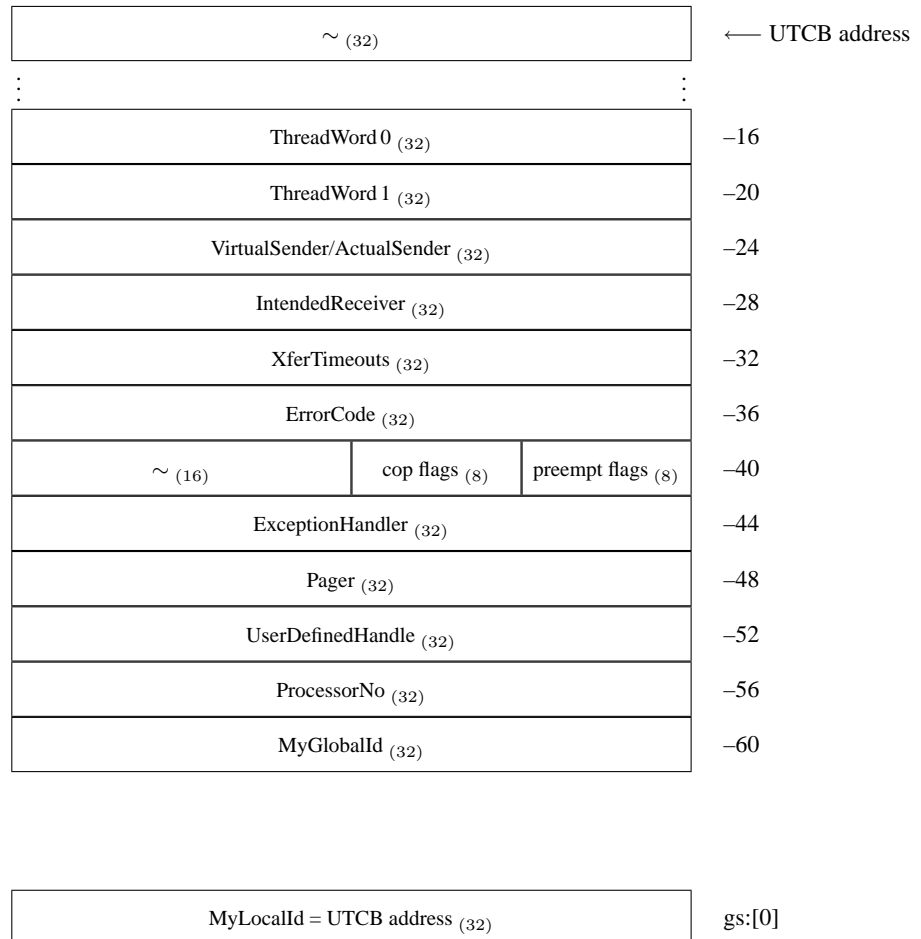 ∼ (32) ←— UTCB address
⋮ ⋮
ThreadWord 0 (32) –16
ThreadWord 1 (32) –20
VirtualSender/ActualSender (32) –24
IntendedReceiver (32) –28
XferTimeouts (32) –32
ErrorCode (32) –36
∼ (16) cop flags (8) preempt flags (8) –40
ExceptionHandler (32) –44
Pager (32) –48
UserDefinedHandle (32) –52
ProcessorNo (32) –56
MyGlobalId (32) –60
MyLocalId = UTCB address (32) gs:[0]